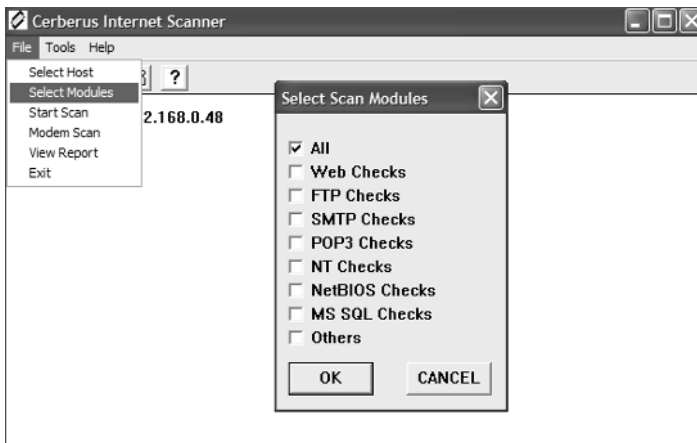 Cerberus Internet Scanner
File Tools Help
Select Host
Select Modules
Start Scan
Modem Scan
View Report
Exit
?
2.168.0.48
Select Scan Modules
All
Web Checks
FTP Checks
SMTP Checks
POP3 Checks
NT Checks
NetBIOS Checks
MS SQL Checks
Others
OK CANCEL